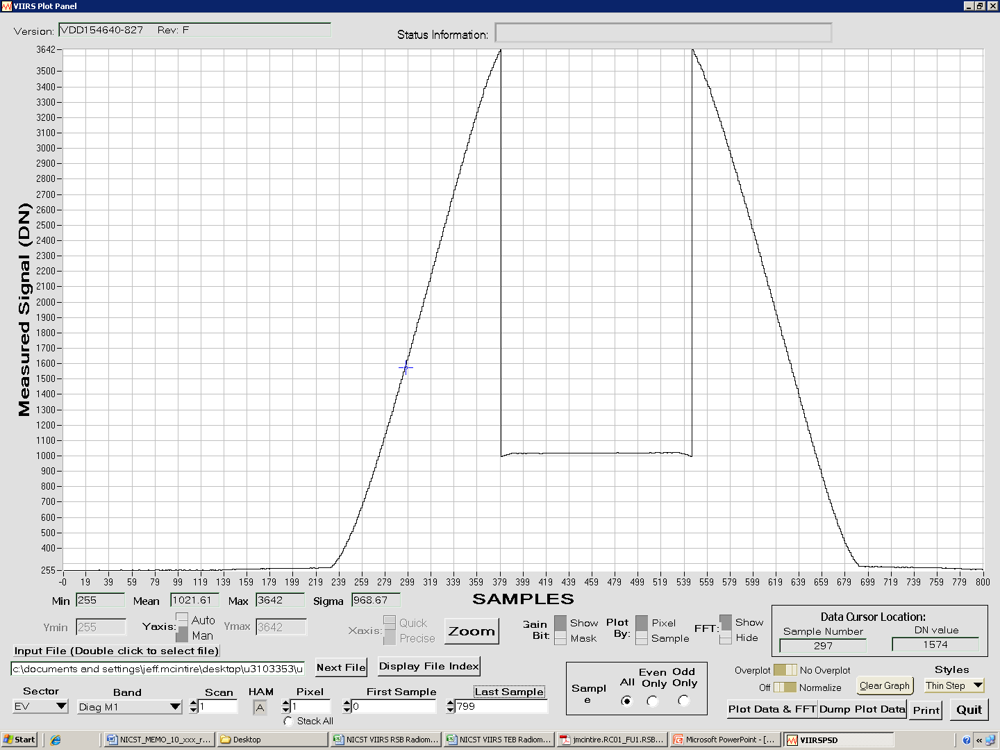 VIIRS Plot Panel
Version: VDD154640-827 Rev: F
Status Information:
3642
3500
3400
3300
3200
3100
3000
2900
2800
2700
2600
2500
2400
2300
2200
2100
2000
1900
1800
1700
1600
1500
1400
1300
1200
1100
1000
900
800
700
600
500
400
255
Measured Signal (DN)
-0 19 39 59 79 99 119 139 159 179 199 219 239 259 279 299 319 339 359 379 399 419 439 459 479 499 519 539 559 579 599 619 639 659 679 699 719 739 759 779 800
SAMPLES
Min 255 Mean 1021.61 Max 3642 Sigma 968.67
Ymin 255 Yaxis: Auto Man Ymax 3642
Xaxis: Quick Precise
Zoom
Gain Bit: Show Mask
Plot By: Pixel Sample
FFT: Show Hide
Data Cursor Location:
Sample Number DN value
297 1574
Input File (Double click to select file)
c:\documents and settings\jeff.mcintire\desktop\u3103353\u
Next File
Display File Index
Sector Band Scan HAM Pixel First Sample Last Sample
EV Diag M1 1 A 1 0 799
Stack All
Sampl
e
All Even Only Odd Only
Overplot No Overplot
Off Normalize
Clear Graph
Styles
Thin Step
Plot Data & FFT Dump Plot Data Print Quit
Start
NICST_MEMO_10_xxx_r...
Desktop
NICST VIIRS RSB Radiom...
NICST VIIRS TEB Radiom...
jmcintire.RC01_FU1.RSB...
Microsoft PowerPoint - [...
VIIRSPSD